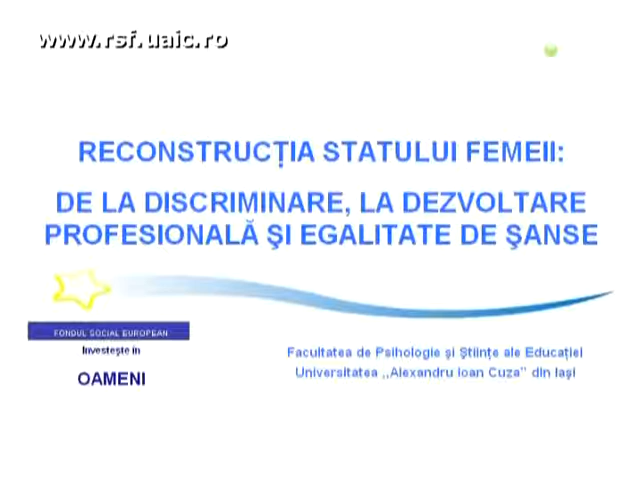 www.rsf.uaic.ro
RECONSTRUCȚIA STATULUI FEMEII:
DE LA DISCRIMINARE, LA DEZVOLTARE
PROFESIONALĂ ŞI EGALITATE DE ŞANSE
FONDUL SOCIAL EUROPEAN
Investeşte în
OAMENI
Facultatea de Psihologie şi Ştiinţe ale Educaţiei
Universitatea ,,Alexandru Ioan Cuza" din Iaşi